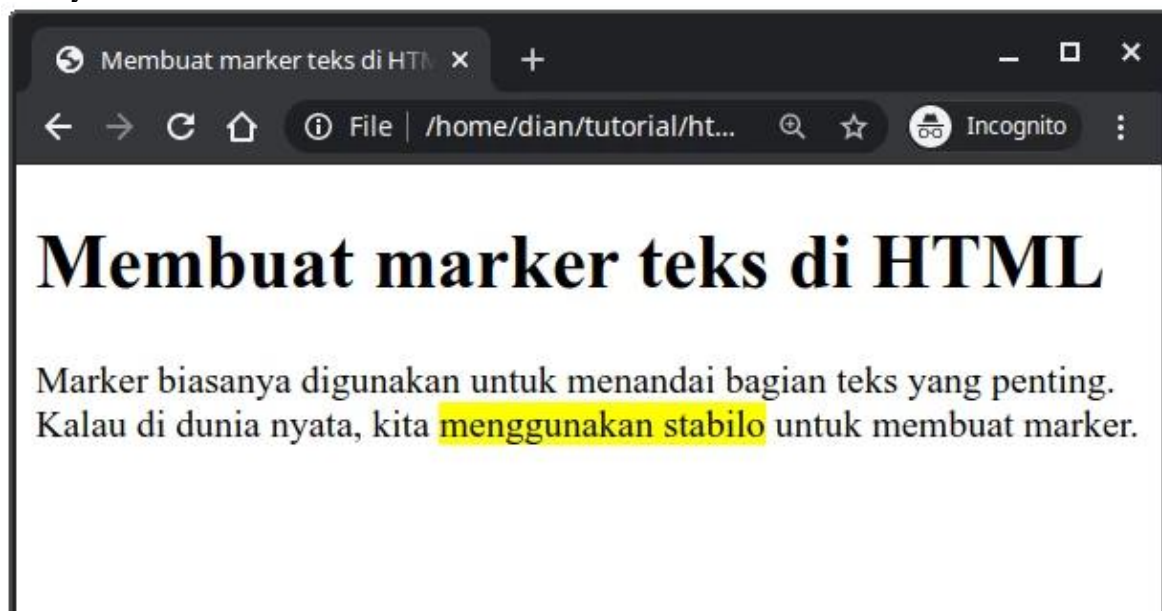 Membuat marker teks di HTM
File /home/dian/tutorial/ht... Incognito
Membuat marker teks di HTML
Marker biasanya digunakan untuk menandai bagian teks yang penting.
Kalau di dunia nyata, kita menggunakan stabilo untuk membuat marker.